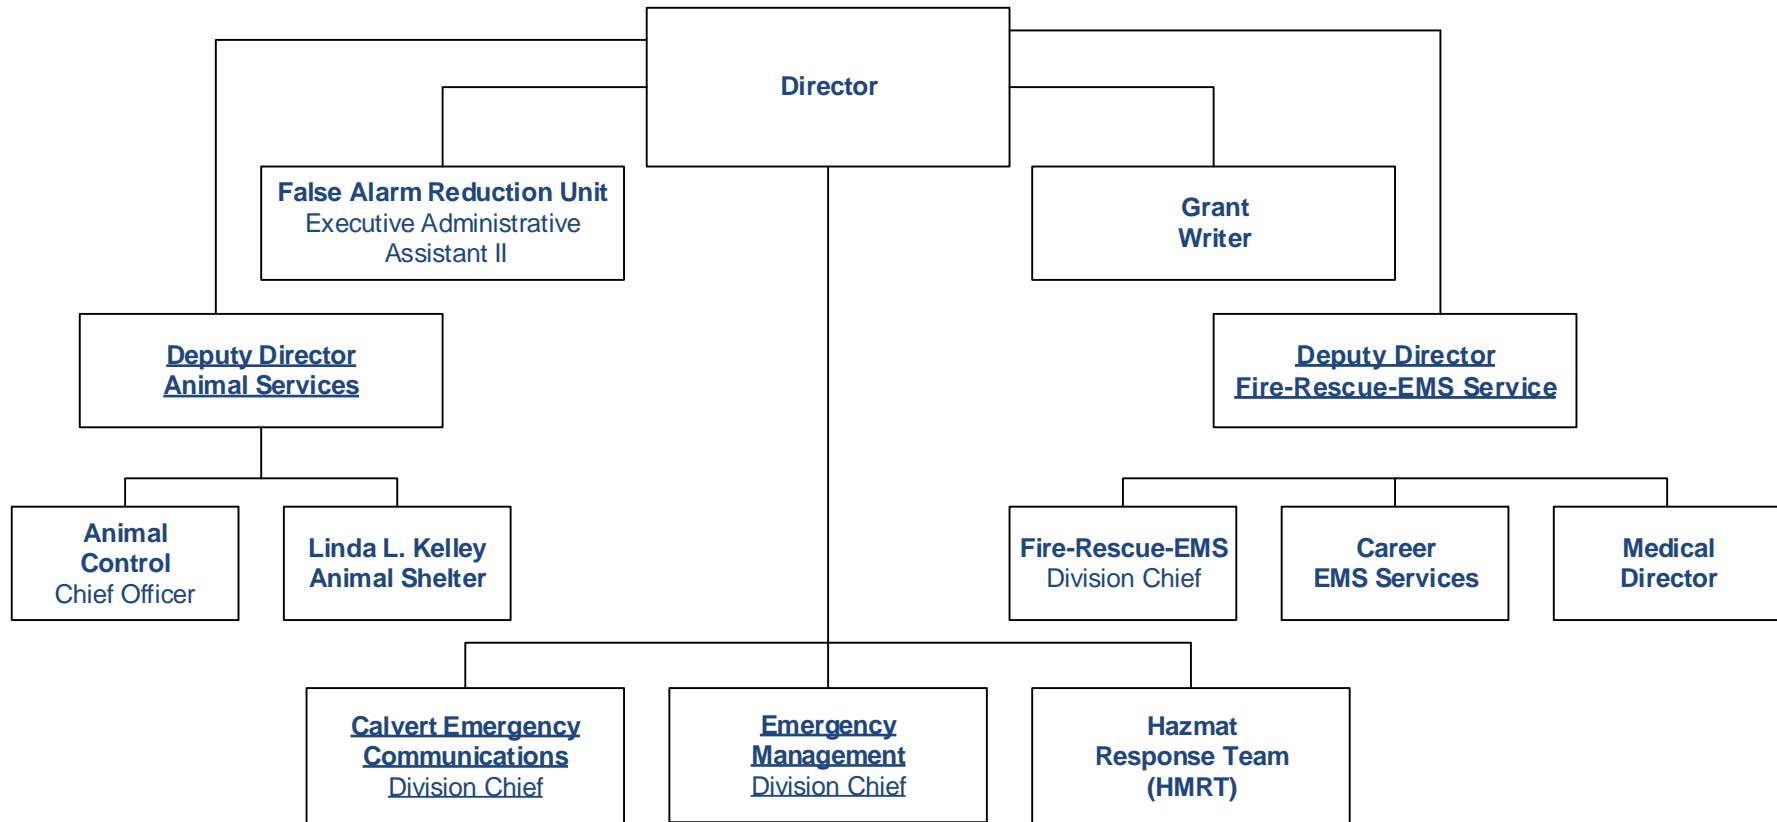 Director
False Alarm Reduction Unit
Executive Administrative
Assistant II
Grant
Writer
Deputy Director
Animal Services
Deputy Director
Fire-Rescue-EMS Service
Animal
Control
Chief Officer
Linda L. Kelley
Animal Shelter
Fire-Rescue-EMS
Division Chief
Career
EMS Services
Medical
Director
Calvert Emergency
Communications
Division Chief
Emergency
Management
Division Chief
Hazmat
Response Team
(HMRT)